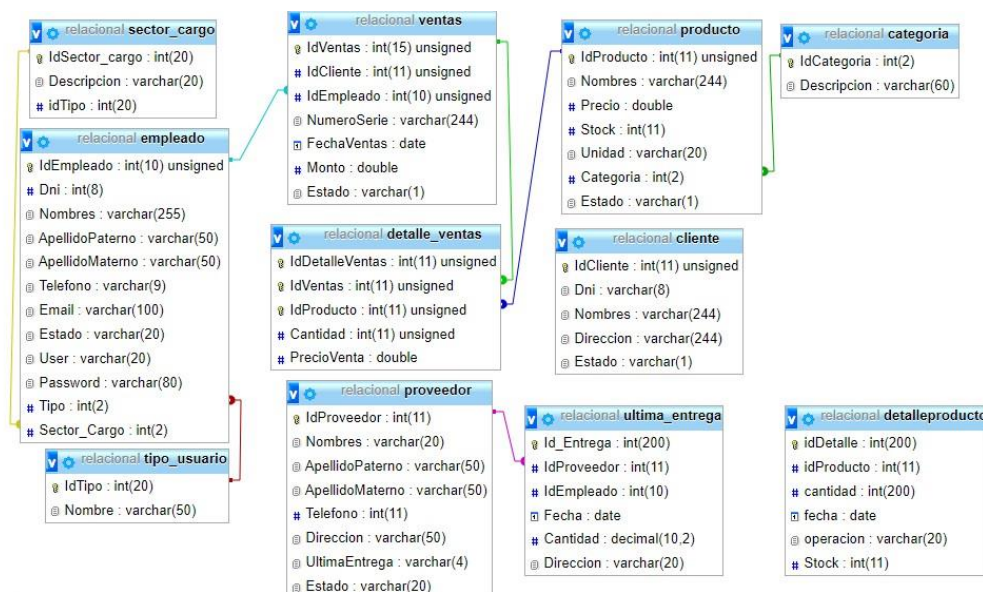 relacional sector_cargo
IdSector_cargo : int(20)
Descripcion : varchar(20)
idTipo : int(20)
relacional empleado
IdEmpleado : int(10) unsigned
Dni : int(8)
Nombres : varchar(255)
ApellidoPaterno : varchar(50)
ApellidoMaterno : varchar(50)
Telefono : varchar(9)
Email : varchar(100)
Estado : varchar(20)
User : varchar(20)
Password : varchar(80)
Tipo : int(2)
Sector_Cargo : int(2)
relacional tipo_usuario
IdTipo : int(20)
Nombre : varchar(50)
relacional ventas
IdVentas : int(15) unsigned
IdCliente : int(11) unsigned
IdEmpleado : int(10) unsigned
NumeroSerie : varchar(244)
FechaVentas : date
Monto : double
Estado : varchar(1)
relacional detalle_ventas
IdDetalleVentas : int(11) unsigned
IdVentas : int(11) unsigned
IdProducto : int(11) unsigned
Cantidad : int(11) unsigned
PrecioVenta : double
relacional proveedor
IdProveedor : int(11)
Nombres : varchar(20)
ApellidoPaterno : varchar(50)
ApellidoMaterno : varchar(50)
Telefono : int(11)
Direccion : varchar(50)
UltimaEntrega : varchar(4)
Estado : varchar(20)
relacional producto
IdProducto : int(11) unsigned
Nombres : varchar(244)
Precio : double
Stock : int(11)
Unidad : varchar(20)
Categoria : int(2)
Estado : varchar(1)
relacional cliente
IdCliente : int(11) unsigned
Dni : varchar(8)
Nombres : varchar(244)
Direccion : varchar(244)
Estado : varchar(1)
relacional ultima_entrega
Id_Entrega : int(200)
IdProveedor : int(11)
IdEmpleado : int(10)
Fecha : date
Cantidad : decimal(10,2)
Direccion : varchar(20)
relacional categoria
IdCategoria : int(2)
Descripcion : varchar(60)
relacional detalleproducto
idDetalle : int(200)
idProducto : int(11)
cantidad : int(200)
fecha : date
operacion : varchar(20)
Stock : int(11)